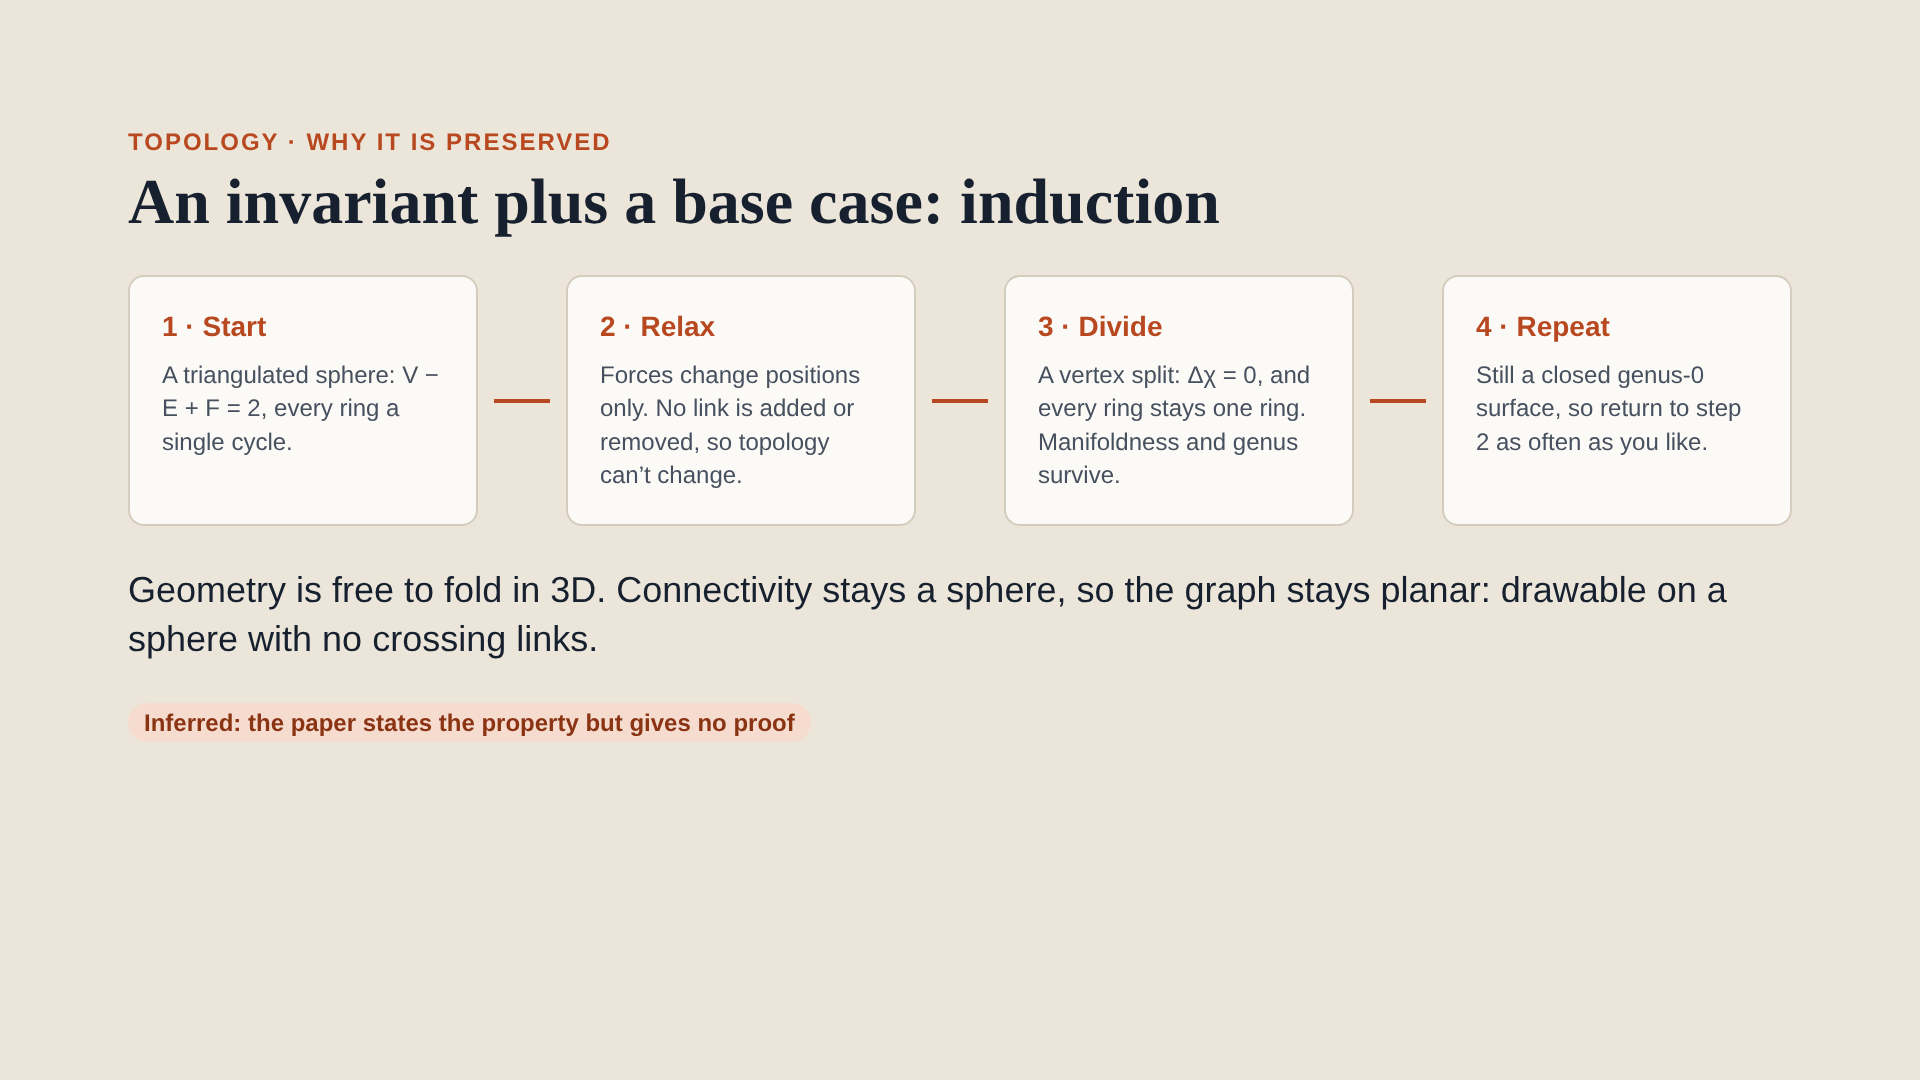 TOPOLOGY · WHY IT IS PRESERVED
An invariant plus a base case: induction
1 · Start
A triangulated sphere: V −
E + F = 2, every ring a
single cycle.
2 · Relax
Forces change positions
only. No link is added or
removed, so topology
can’t change.
3 · Divide
A vertex split: Δχ = 0, and
every ring stays one ring.
Manifoldness and genus
survive.
4 · Repeat
Still a closed genus-0
surface, so return to step
2 as often as you like.
Geometry is free to fold in 3D. Connectivity stays a sphere, so the graph stays planar: drawable on a
sphere with no crossing links.
Inferred: the paper states the property but gives no proof